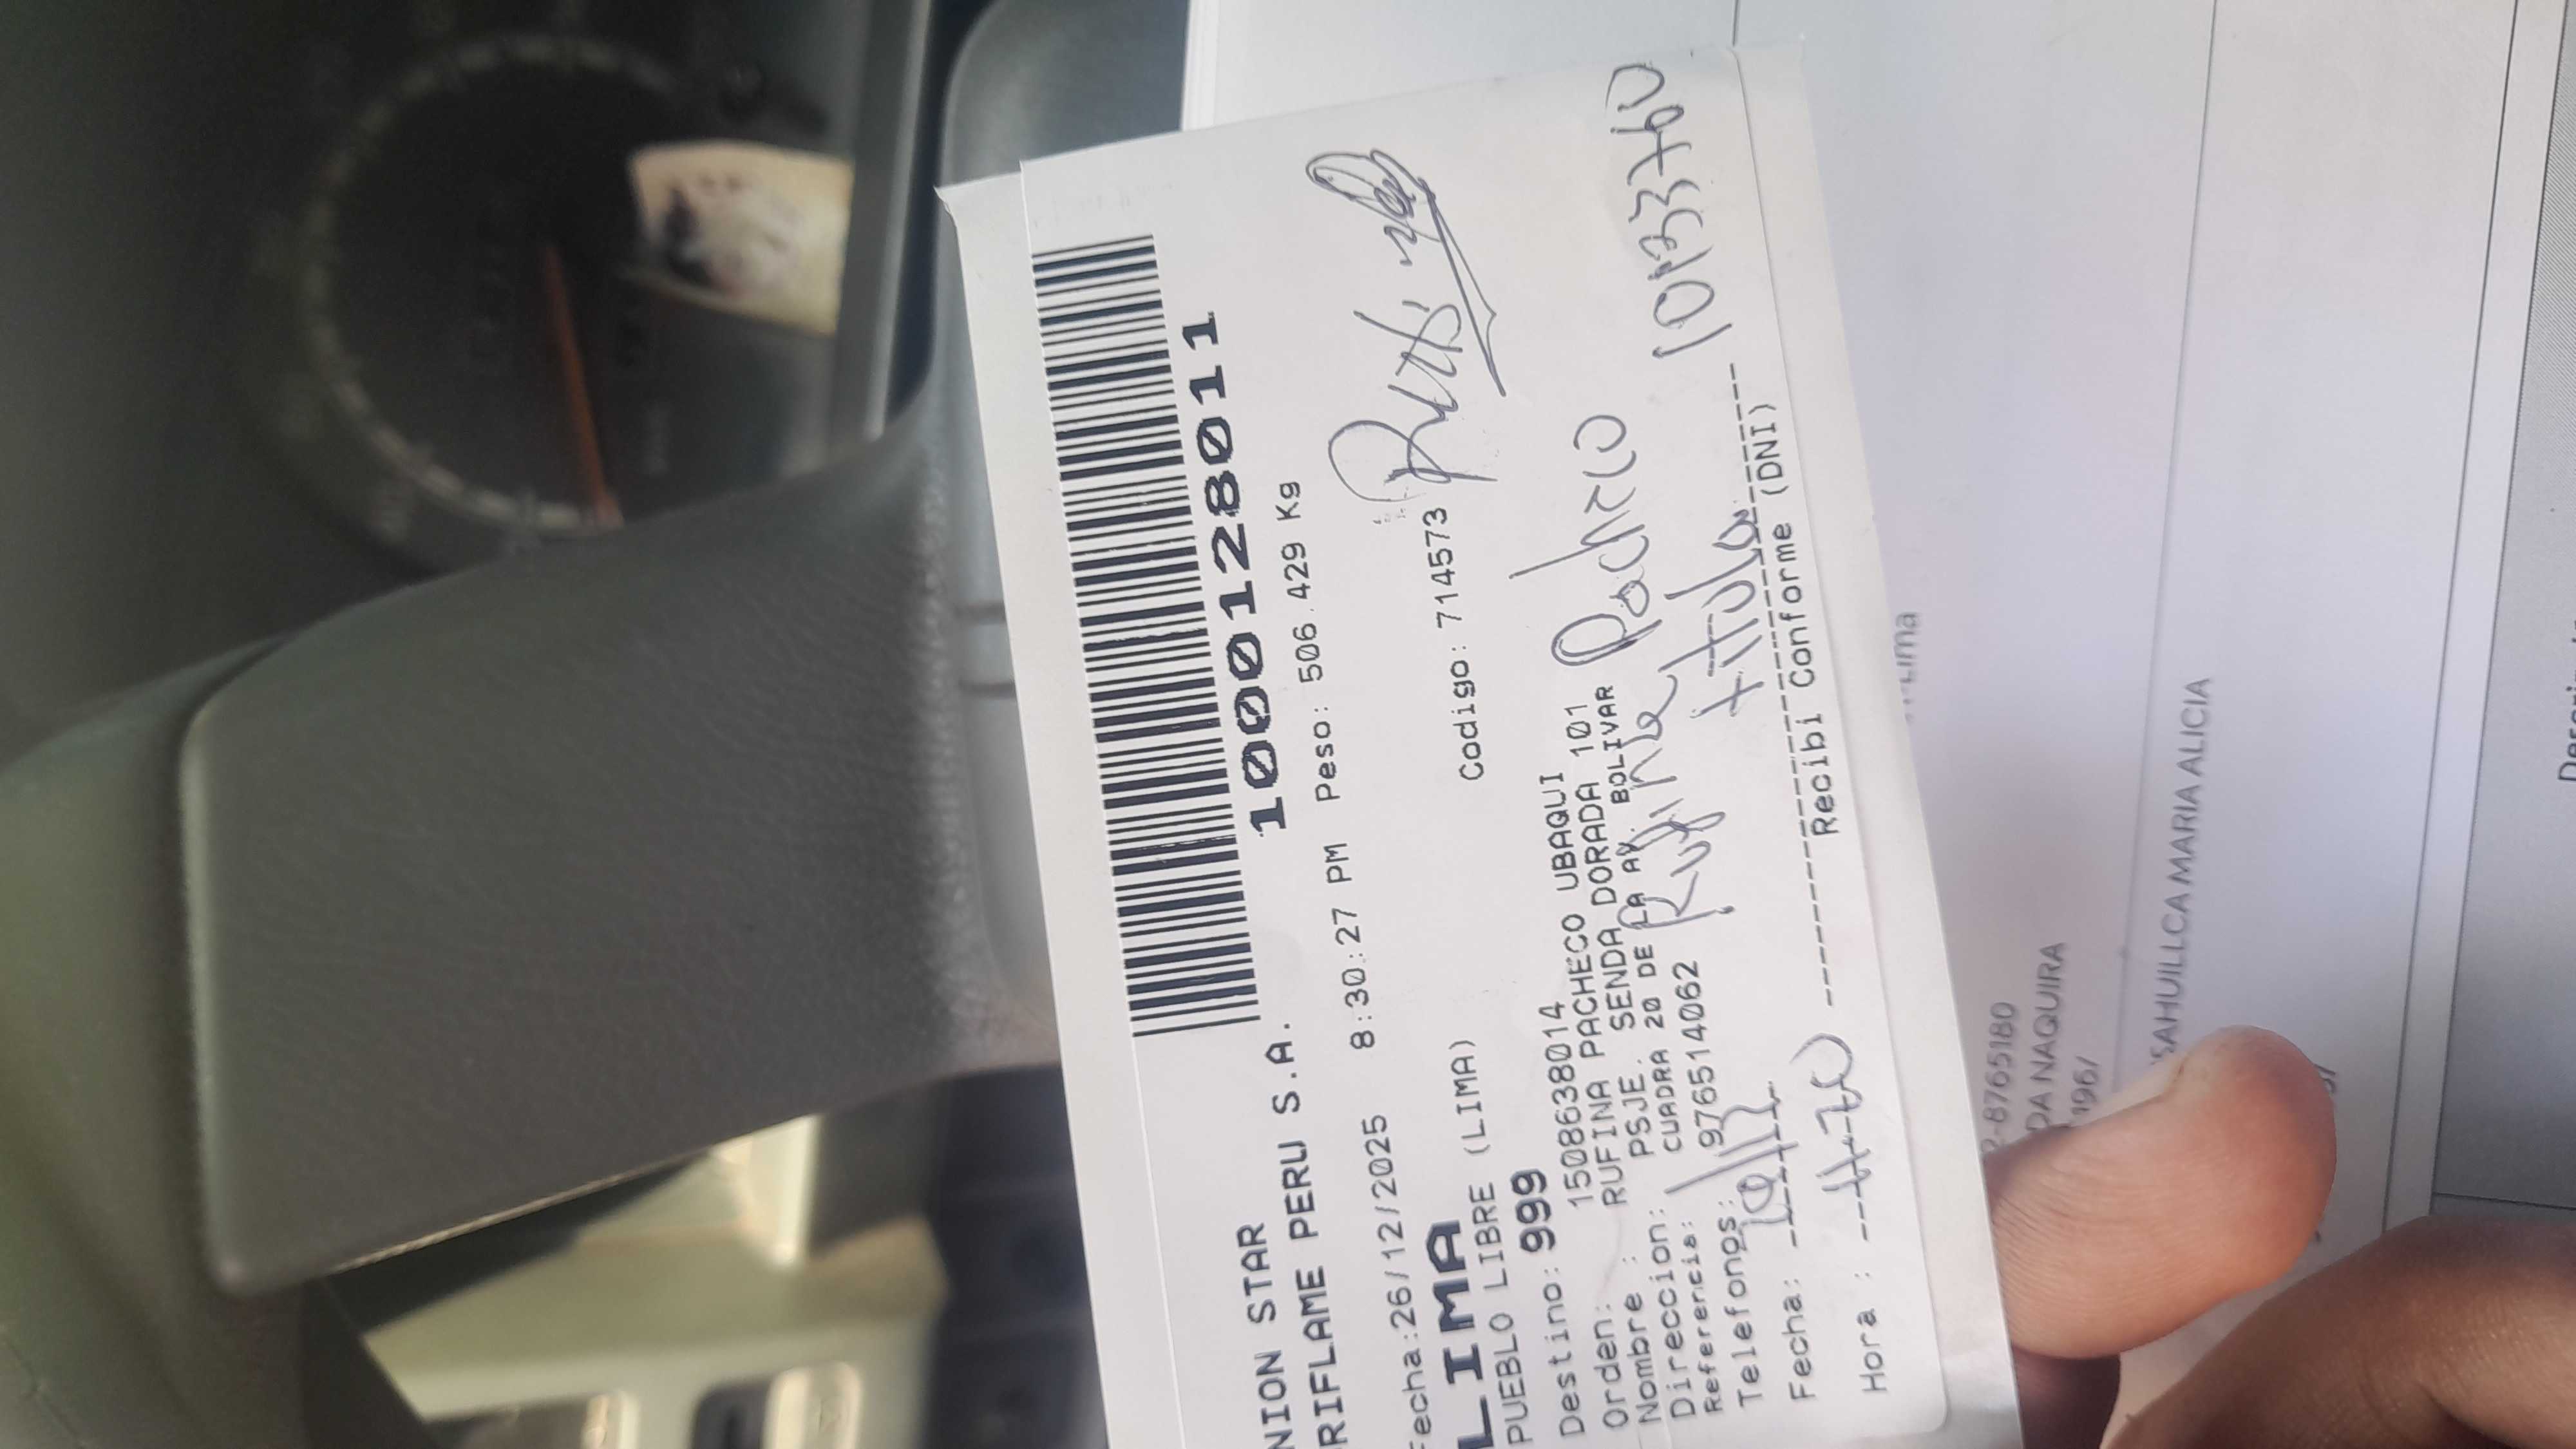 NION STAR
RIFLAME PERU S.A.
1000128011
Fecha:26/12/2025 8:30:27 PM Peso: 506.429 Kg
LIMA
PUEBLO LIBRE (LIMA)
Destino: 999
Codigo: 714573
Orden: 1508638014
Nombre : RUFINA PACHECO UBAQUI
Direccion: PSJE. SENDA DORADA 101
Referencia: CUADRA 20 DE LA AV. BOLIVAR
Telefonos: 976514062
Rufina Pacheco
Titular
10133760
Fecha:
Hora :
Recibi Conforme (DNI)
Lima
-8765180
DA NAQUIRA
SAHUILLCA MARIA ALICIA